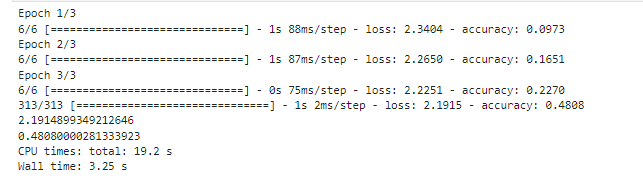 Epoch 1/3
6/6 [==============================] - 1s 88ms/step - loss: 2.3404 - accuracy: 0.0973
Epoch 2/3
6/6 [==============================] - 1s 87ms/step - loss: 2.2650 - accuracy: 0.1651
Epoch 3/3
6/6 [==============================] - 0s 75ms/step - loss: 2.2251 - accuracy: 0.2270
313/313 [==============================] - 1s 2ms/step - loss: 2.1915 - accuracy: 0.4808
2.1914899349212646
0.48080000281333923
CPU times: total: 19.2 s
Wall time: 3.25 s